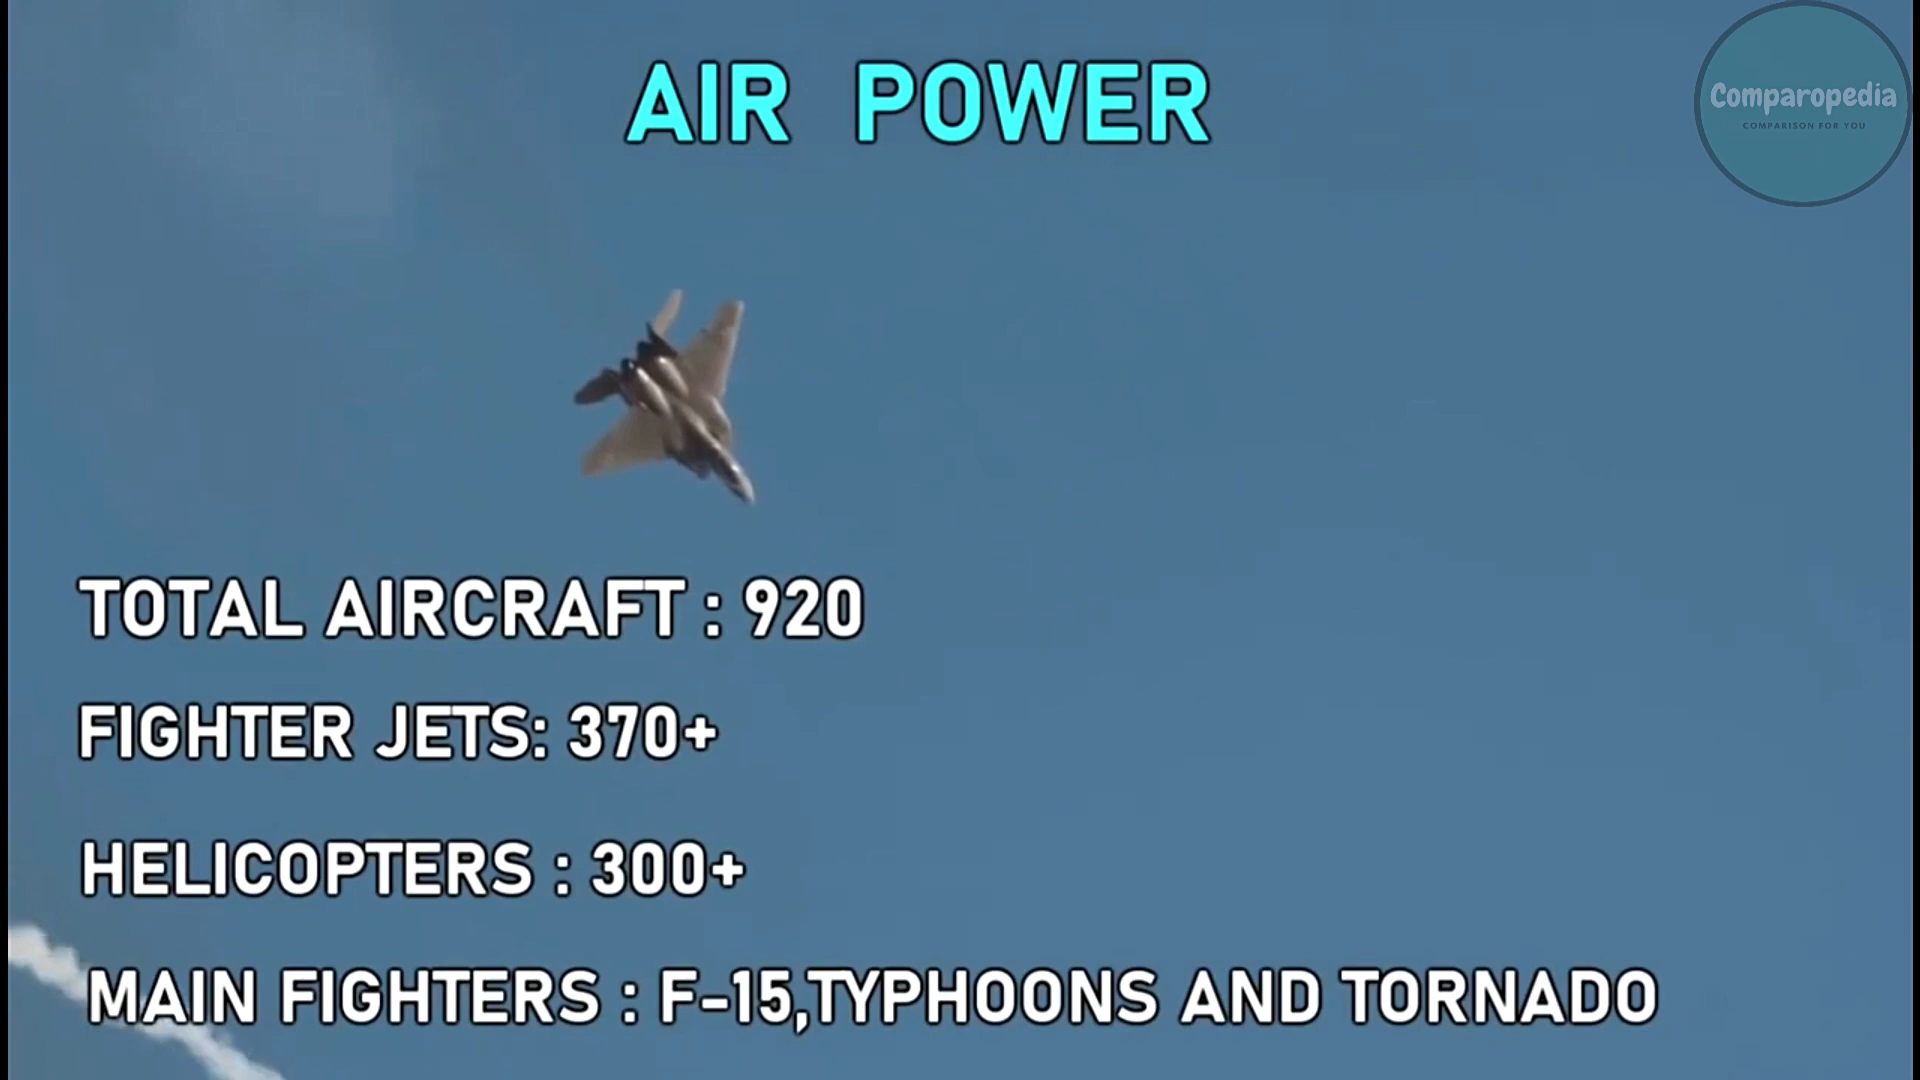 AIR POWER
Comparopedia
COMPARISON FOR YOU
TOTAL AIRCRAFT : 920
FIGHTER JETS: 370+
HELICOPTERS : 300+
MAIN FIGHTERS : F-15,TYPHOONS AND TORNADO